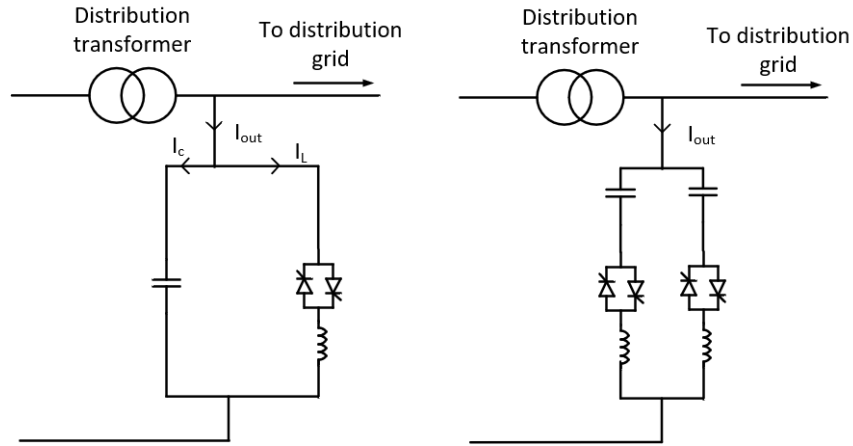 Distribution
transformer
To distribution
grid
I_out
I_c
I_L
Distribution
transformer
To distribution
grid
I_out